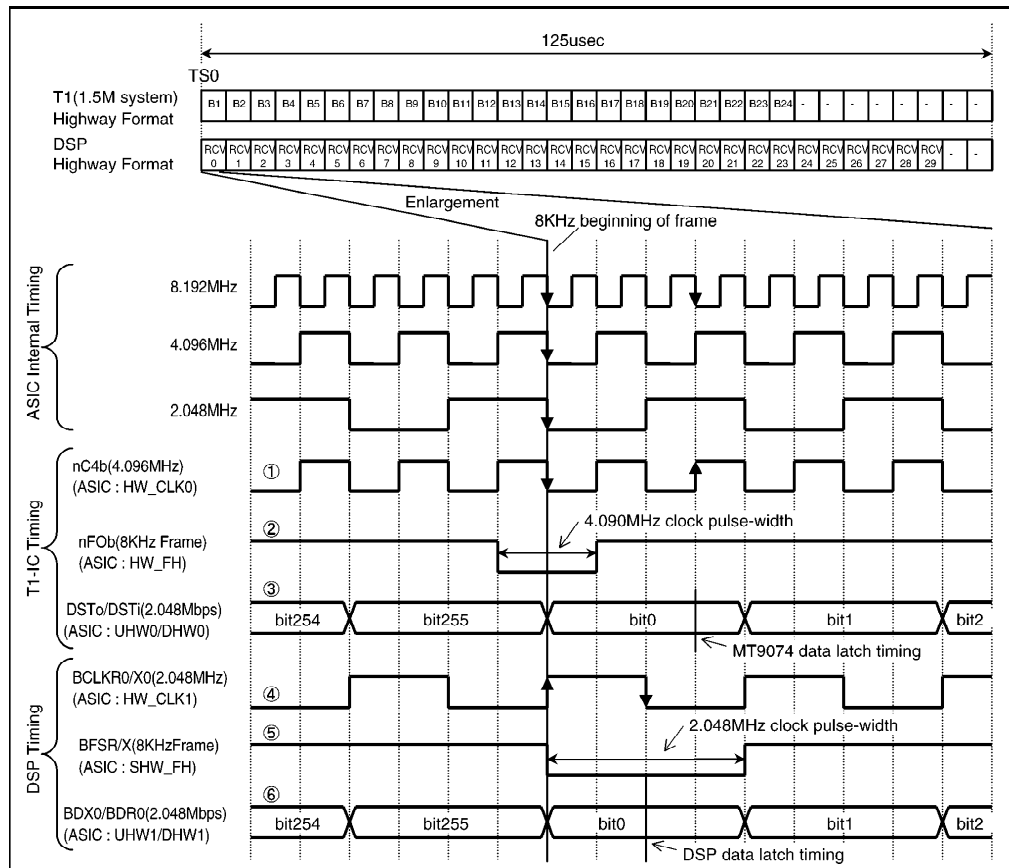 125usec
TS0
T1(1.5M system)
Highway Format
B1 B2 B3 B4 B5 B6 B7 B8 B9 B10 B11 B12 B13 B14 B15 B16 B17 B18 B19 B20 B21 B22 B23 B24 - - - - - - - -
DSP
Highway Format
RCV RCV RCV RCV RCV RCV RCV RCV RCV RCV RCV RCV RCV RCV RCV RCV RCV RCV RCV RCV RCV RCV RCV RCV RCV RCV RCV RCV RCV RCV - -
0 1 2 3 4 5 6 7 8 9 10 11 12 13 14 15 16 17 18 19 20 21 22 23 24 25 26 27 28 29
Enlargement
8KHz beginning of frame
ASIC Internal Timing
8.192MHz
4.096MHz
2.048MHz
T1-IC Timing
nC4b(4.096MHz) ①
(ASIC : HW_CLK0)
② 4.090MHz clock pulse-width
nFOb(8KHz Frame)
(ASIC : HW_FH)
③
DSTo/DSTi(2.048Mbps) bit254 bit255 bit0 bit1 bit2
(ASIC : UHW0/DHW0)
MT9074 data latch timing
DSP Timing
BCLKR0/X0(2.048MHz) ④
(ASIC : HW_CLK1)
⑤ 2.048MHz clock pulse-width
BFSR/X(8KHzFrame)
(ASIC : SHW_FH)
⑥
BDX0/BDR0(2.048Mbps) bit254 bit255 bit0 bit1 bit2
(ASIC : UHW1/DHW1)
DSP data latch timing